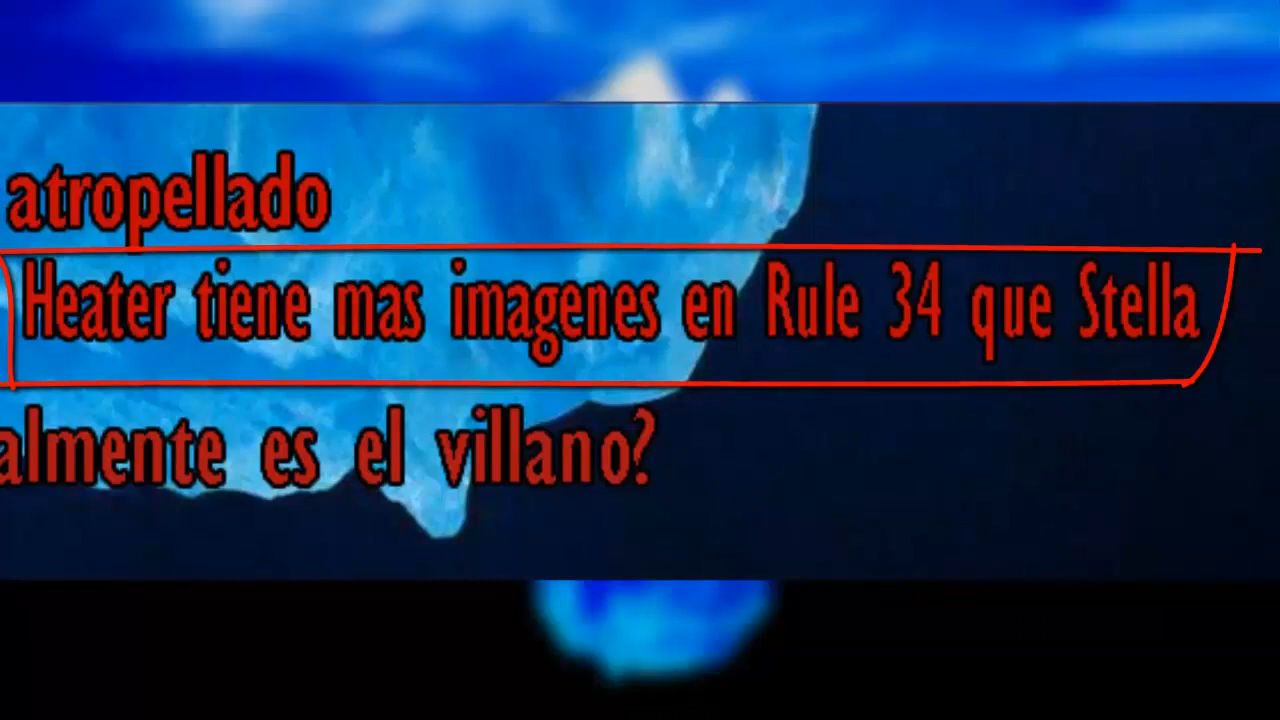 atropellado
Heater tiene mas imagenes en Rule 34 que Stella
almente es el villano?